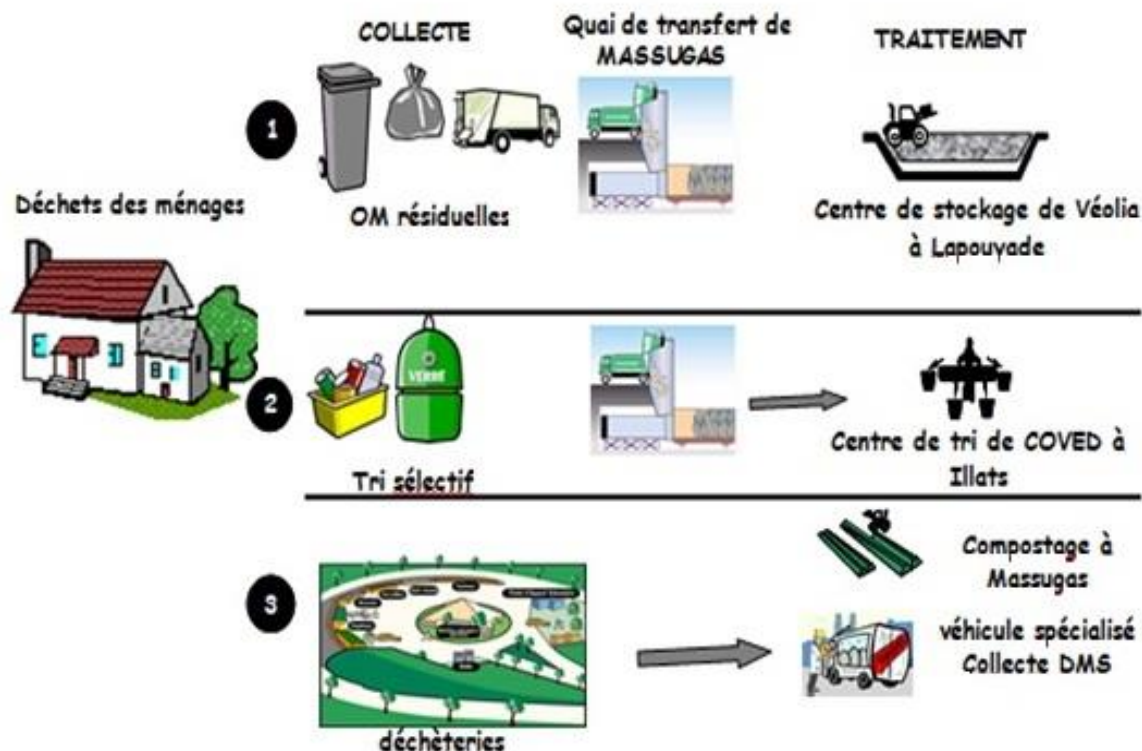 COLLECTE
Quai de transfert de
MASSUGAS
TRAITEMENT
1
Déchets des ménages
OM résiduelles
Centre de stockage de Véolia
à Lapouyade
2
VERRE
Tri sélectif
Centre de tri de COVED à
Illats
3
déchèteries
Compostage à
Massugas
véhicule spécialisé
Collecte DMS